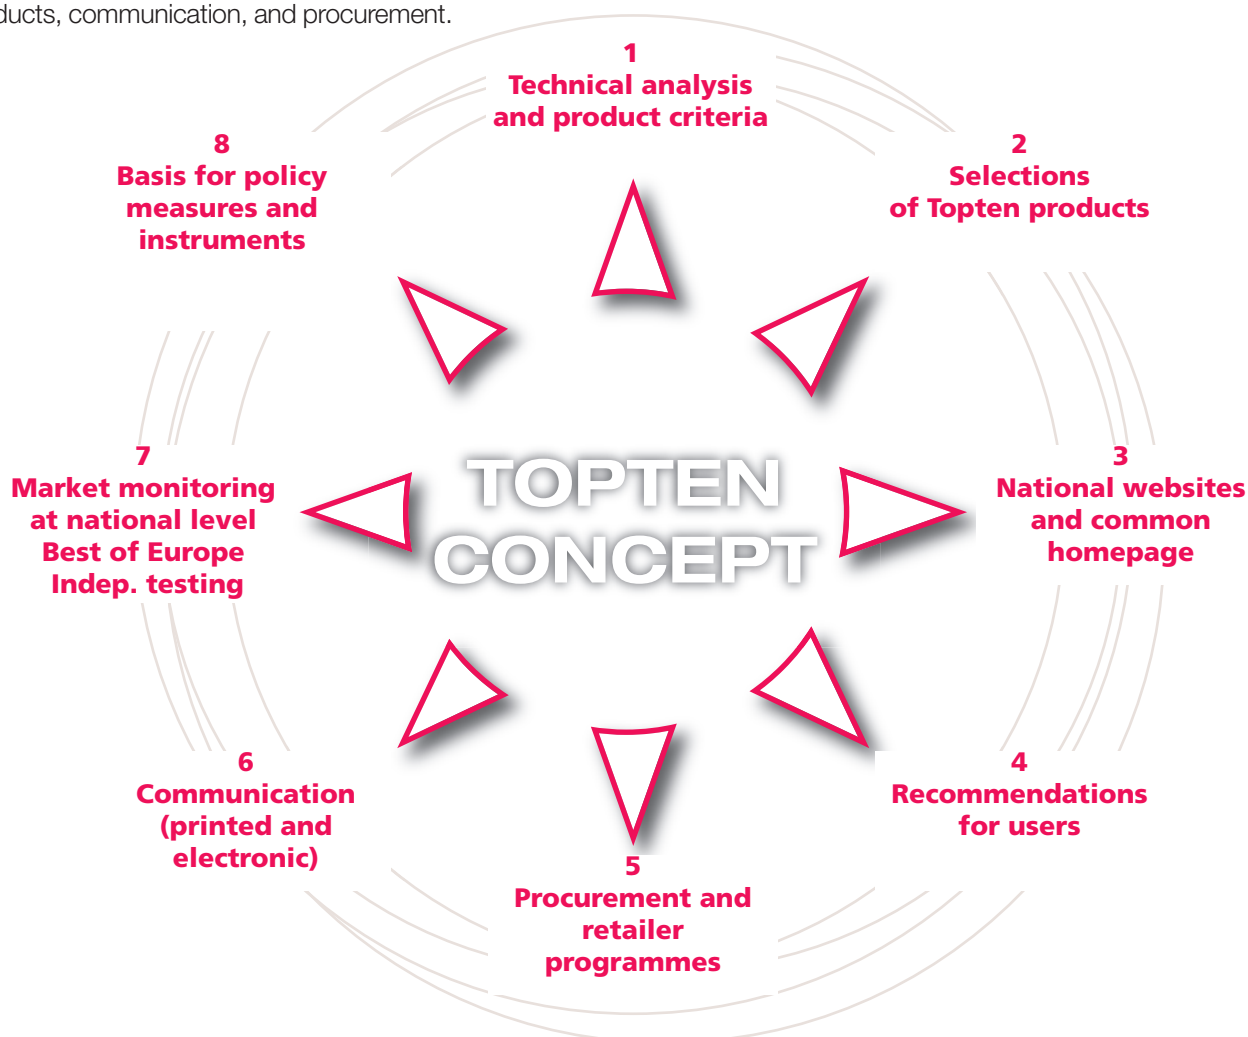 products, communication, and procurement.
1
Technical analysis
and product criteria
2
Selections
of Topten products
3
National websites
and common
homepage
4
Recommendations
for users
5
Procurement and
retailer
programmes
6
Communication
(printed and
electronic)
7
Market monitoring
at national level
Best of Europe
Indep. testing
8
Basis for policy
measures and
instruments
TOPTEN
CONCEPT